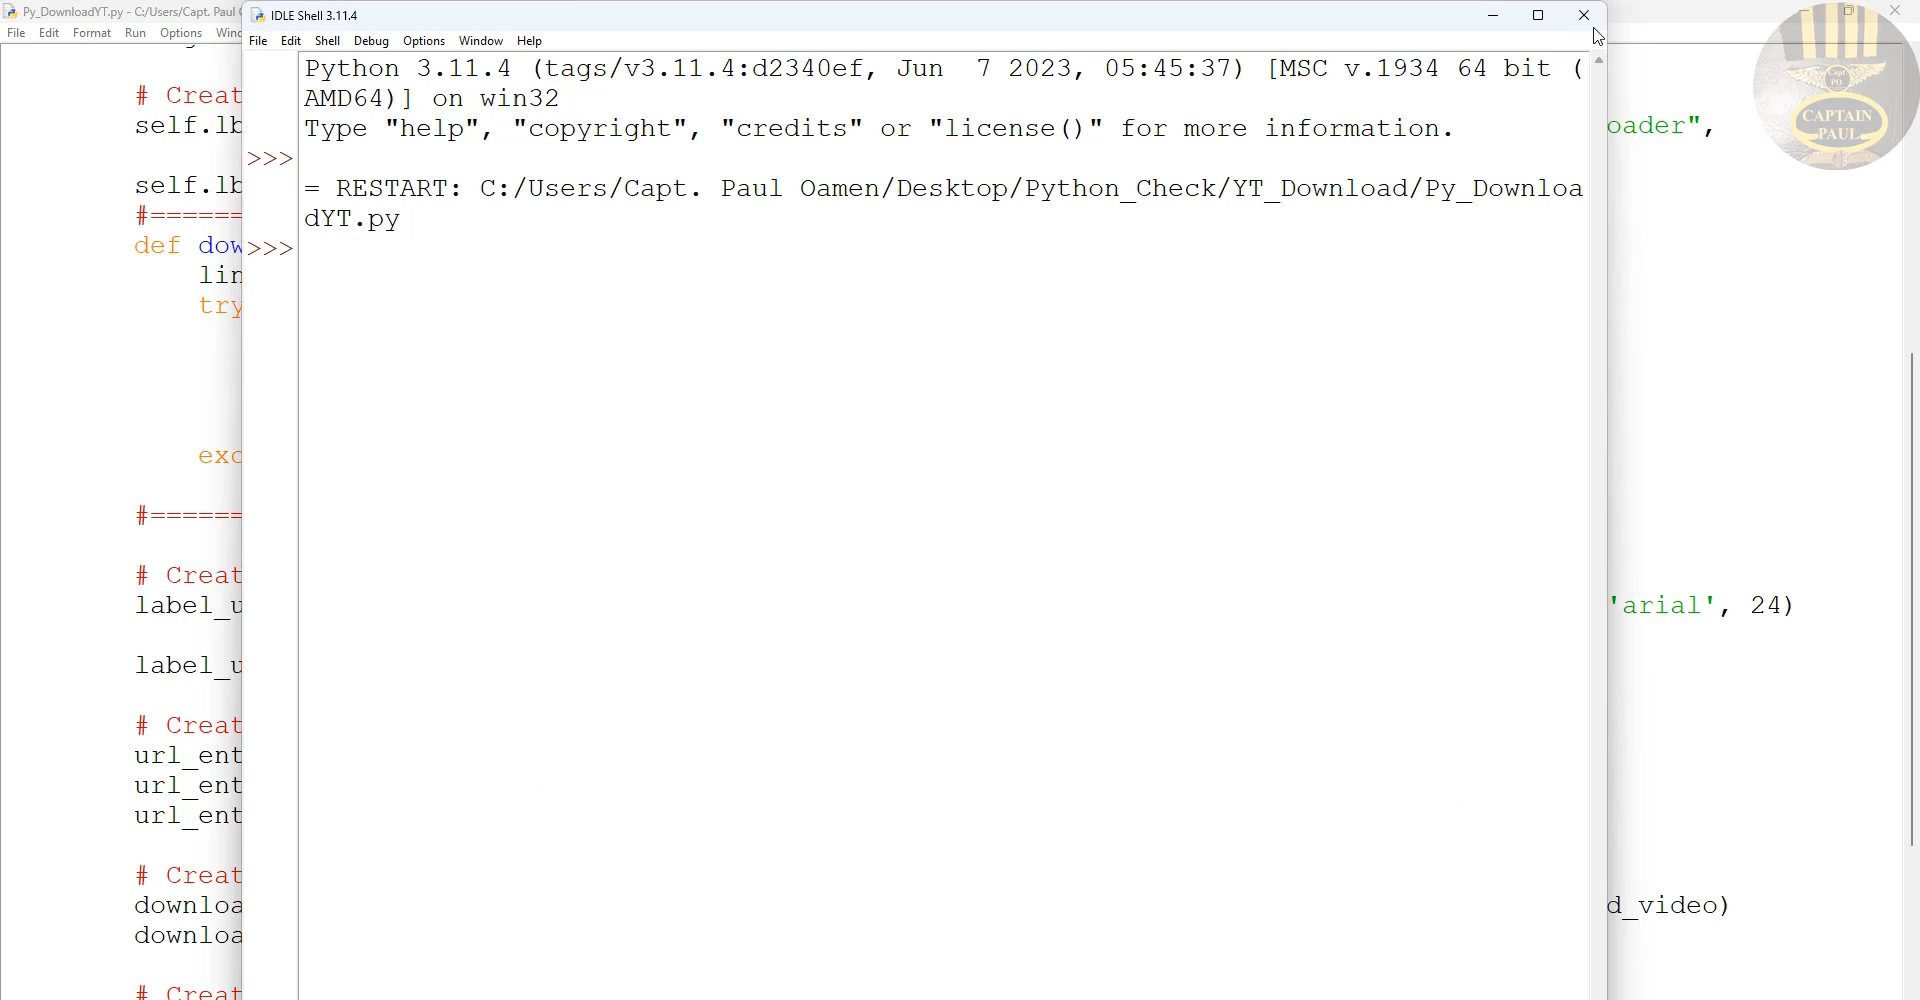 Py_DownloadYT.py - C:/Users/Capt. Paul
File Edit Format Run Options Wind
IDLE Shell 3.11.4
File Edit Shell Debug Options Window Help
Python 3.11.4 (tags/v3.11.4:d2340ef, Jun  7 2023, 05:45:37) [MSC v.1934 64 bit (
AMD64)] on win32
Type "help", "copyright", "credits" or "license()" for more information.
>>>
= RESTART: C:/Users/Capt. Paul Oamen/Desktop/Python_Check/YT_Download/Py_Downloa
dYT.py
>>>
# Creat
self.lb
oader",
self.lb
#======
def dow
lin
try
exc
#======
# Creat
label_u
'arial', 24)
label_u
# Creat
url_ent
url_ent
url_ent
# Creat
downloa
d_video)
downloa
# Creat
Capt
PO
CAPTAIN
PAUL